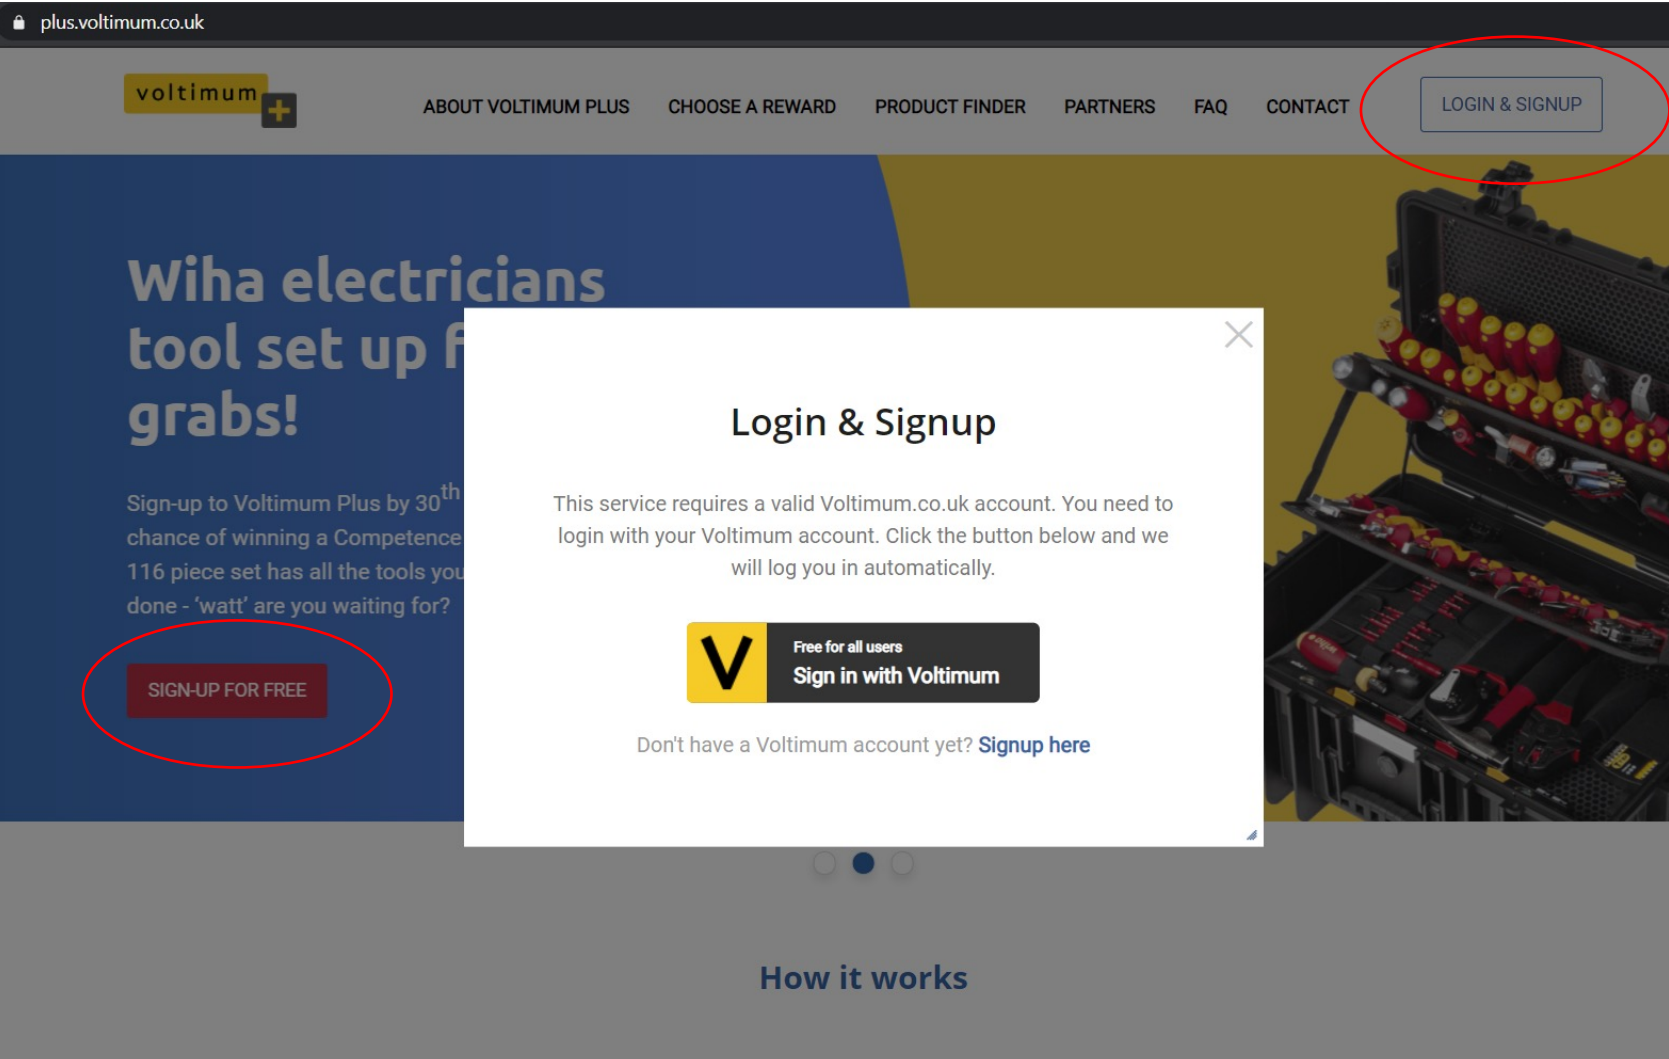 plus.voltimum.co.uk
voltimum
+
ABOUT VOLTIMUM PLUS CHOOSE A REWARD PRODUCT FINDER PARTNERS FAQ CONTACT LOGIN & SIGNUP
Wiha electricians
tool set up f
grabs!
Sign-up to Voltimum Plus by 30th
chance of winning a Competence
116 piece set has all the tools you
done - ‘watt’ are you waiting for?
SIGN-UP FOR FREE
Login & Signup
This service requires a valid Voltimum.co.uk account. You need to
login with your Voltimum account. Click the button below and we
will log you in automatically.
V
Free for all users
Sign in with Voltimum
Don't have a Voltimum account yet? Signup here
How it works